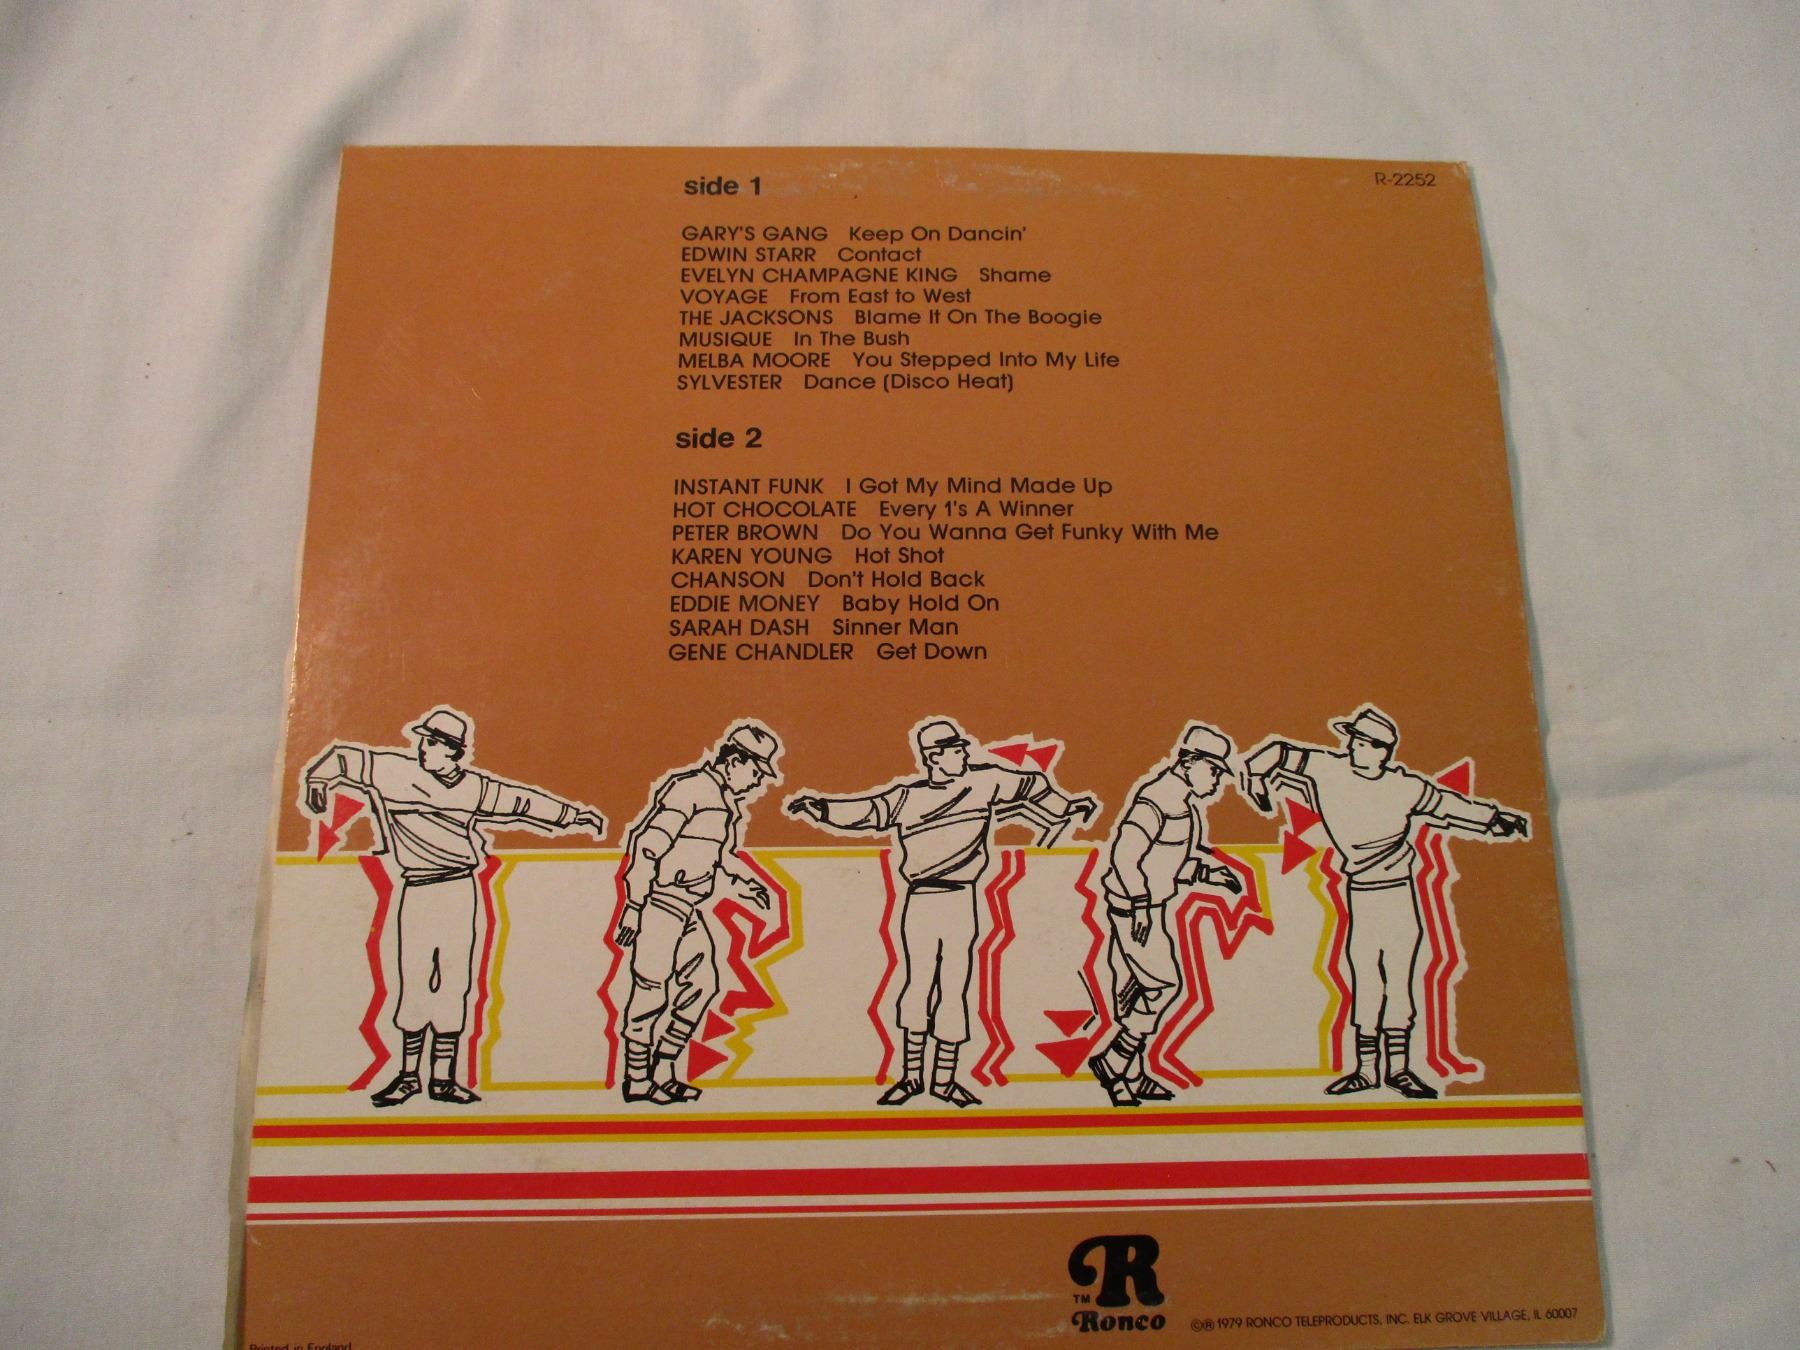 side 1
R-2252
GARY'S GANG Keep On Dancin'
EDWIN STARR Contact
EVELYN CHAMPAGNE KING Shame
VOYAGE From East to West
THE JACKSONS Blame It On The Boogie
MUSIQUE In The Bush
MELBA MOORE You Stepped Into My Life
SYLVESTER Dance (Disco Heat)
side 2
INSTANT FUNK I Got My Mind Made Up
HOT CHOCOLATE Every 1's A Winner
PETER BROWN Do You Wanna Get Funky With Me
KAREN YOUNG Hot Shot
CHANSON Don't Hold Back
EDDIE MONEY Baby Hold On
SARAH DASH Sinner Man
GENE CHANDLER Get Down
R
TM
Ronco
©℗ 1979 RONCO TELEPRODUCTS, INC. ELK GROVE VILLAGE, IL 60007
Printed in England